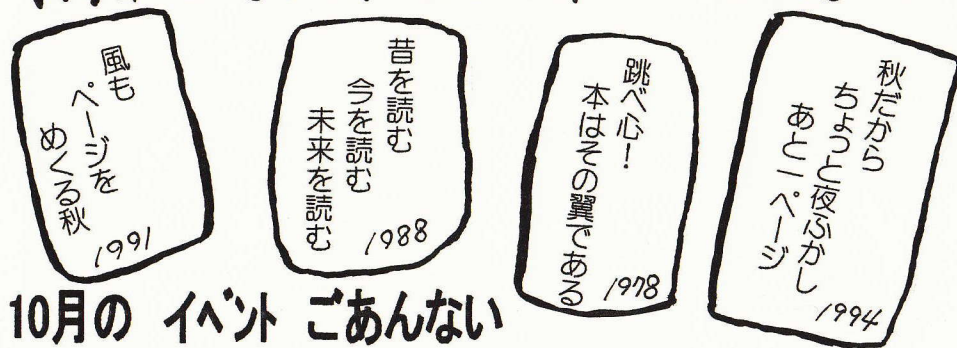 秋だから
ちょっと夜ふかし
あと一ページ
1994
跳べ心!
本はその翼である
1978
昔を読む
今を読む
未来を読む
1988
風も
ページを
めくる秋
1991
10月の イベント ごあんない